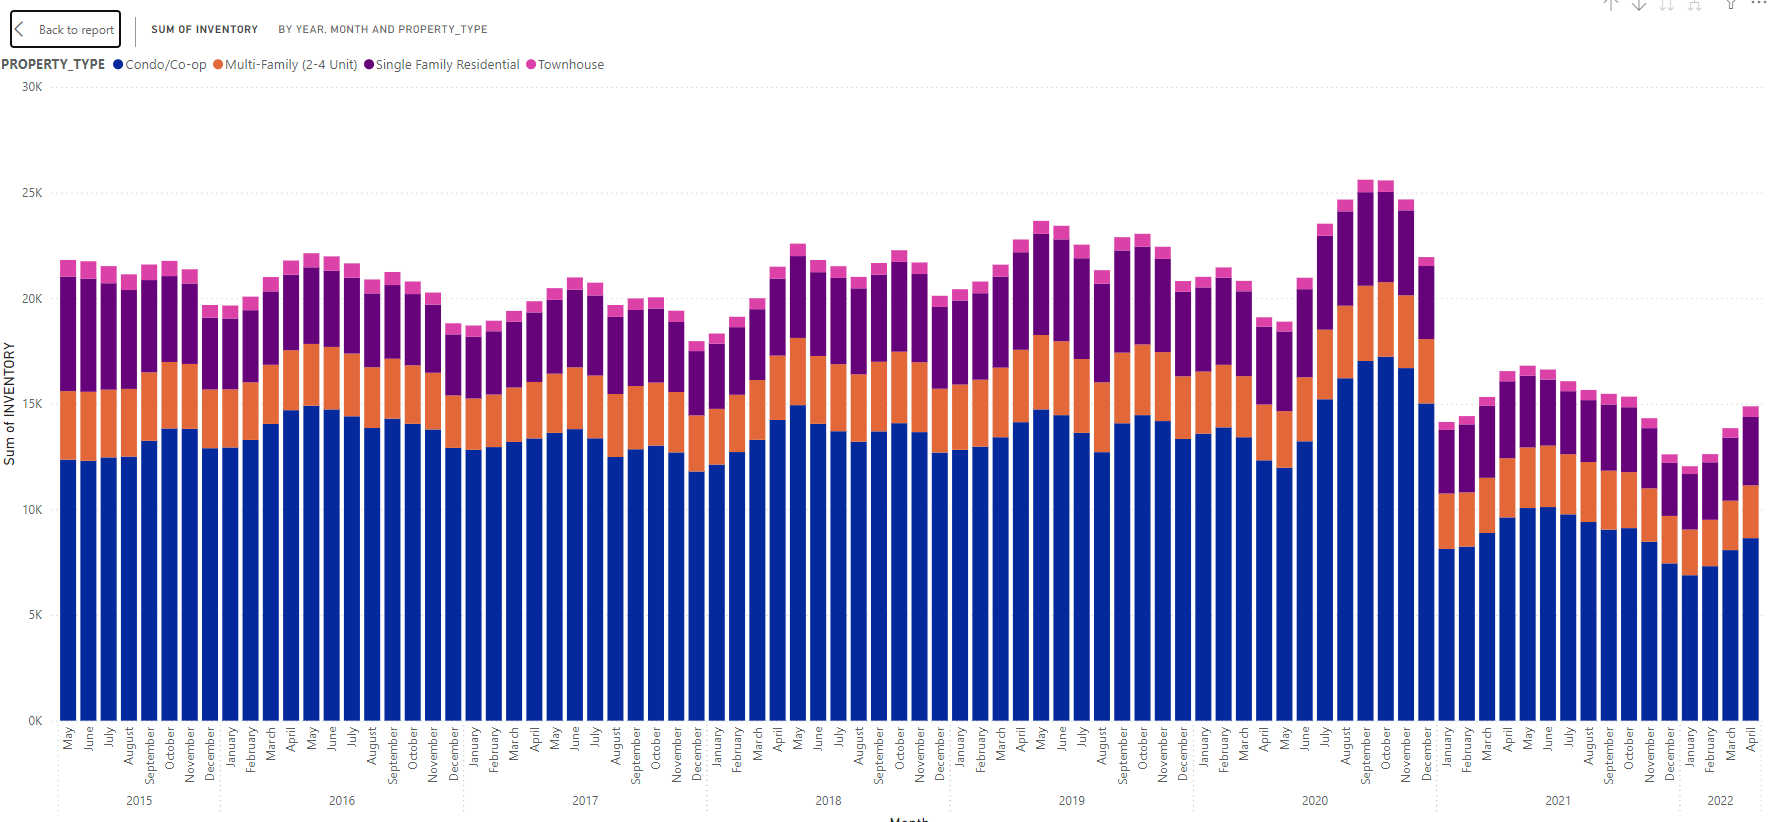 Back to report
SUM OF INVENTORY BY YEAR, MONTH AND PROPERTY_TYPE
PROPERTY_TYPE Condo/Co-op Multi-Family (2-4 Unit) Single Family Residential Townhouse
30K
25K
20K
15K
10K
5K
0K
Sum of INVENTORY
May June July August September October November December January February March April May June July August September October November December January February March April May June July August September October November December January February March April May June July August September October November December January February March April May June July August September October November December January February March April May June July August September October November December January February March April May June July August September October November December January February March April
2015 2016 2017 2018 2019 2020 2021 2022
Month